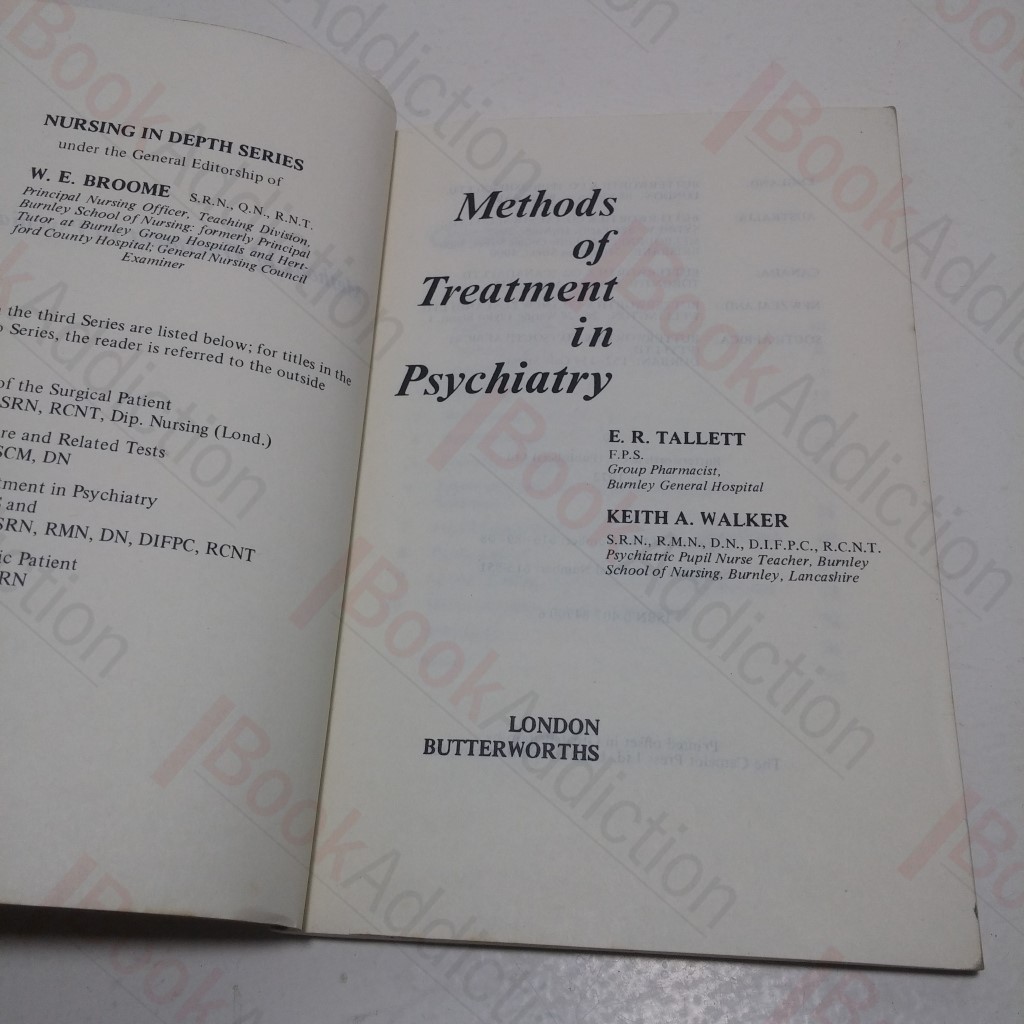 NURSING IN DEPTH SERIES
under the General Editorship of
W. E. BROOME S.R.N., Q.N., R.N.T.
Principal Nursing Officer, Teaching Division,
Burnley School of Nursing: formerly Principal
Tutor at Burnley Group Hospitals and Hert-
ford County Hospital; General Nursing Council
Examiner
the third Series are listed below; for titles in the
Series, the reader is referred to the outside
of the Surgical Patient
SRN, RCNT, Dip. Nursing (Lond.)
re and Related Tests
SCM, DN
tment in Psychiatry
and
SRN, RMN, DN, DIFPC, RCNT
ic Patient
RN
Methods
of
Treatment
in
Psychiatry
E. R. TALLETT
F.P.S.
Group Pharmacist,
Burnley General Hospital
KEITH A. WALKER
S.R.N., R.M.N., D.N., D.I.F.P.C., R.C.N.T.
Psychiatric Pupil Nurse Teacher, Burnley
School of Nursing, Burnley, Lancashire
LONDON
BUTTERWORTHS
BookAddiction